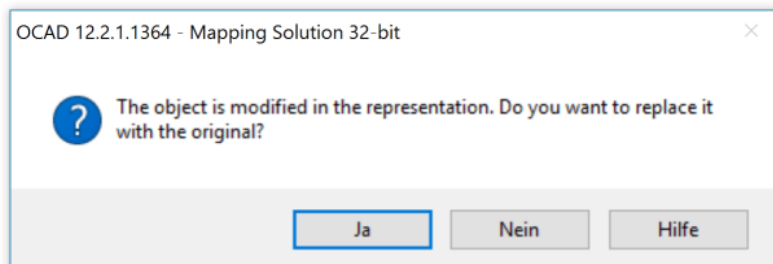 OCAD 12.2.1.1364 - Mapping Solution 32-bit
The object is modified in the representation. Do you want to replace it
with the original?
Ja
Nein
Hilfe